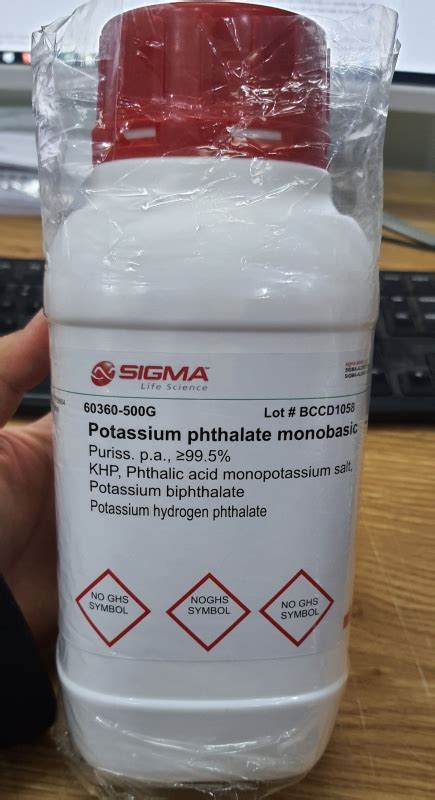 SIGMA
Life Science
60360-500G Lot # BCCD1058
Potassium phthalate monobasic
Puriss. p.a., ≥99.5%
KHP, Phthalic acid monopotassium salt,
Potassium biphthalate
Potassium hydrogen phthalate
NO GHS
SYMBOL
NOGHS
SYMBOL
NO GHS
SYMBOL